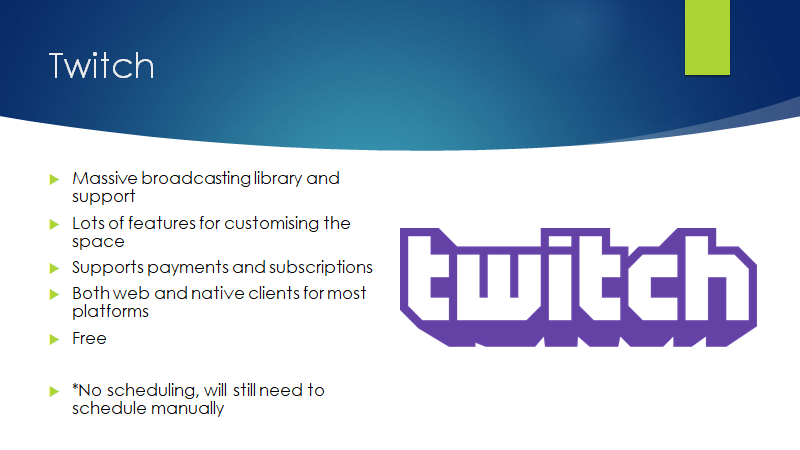 Twitch
Massive broadcasting library and
support
Lots of features for customising the
space
Supports payments and subscriptions
Both web and native clients for most
platforms
Free
*No scheduling, will still need to
schedule manually
twitch